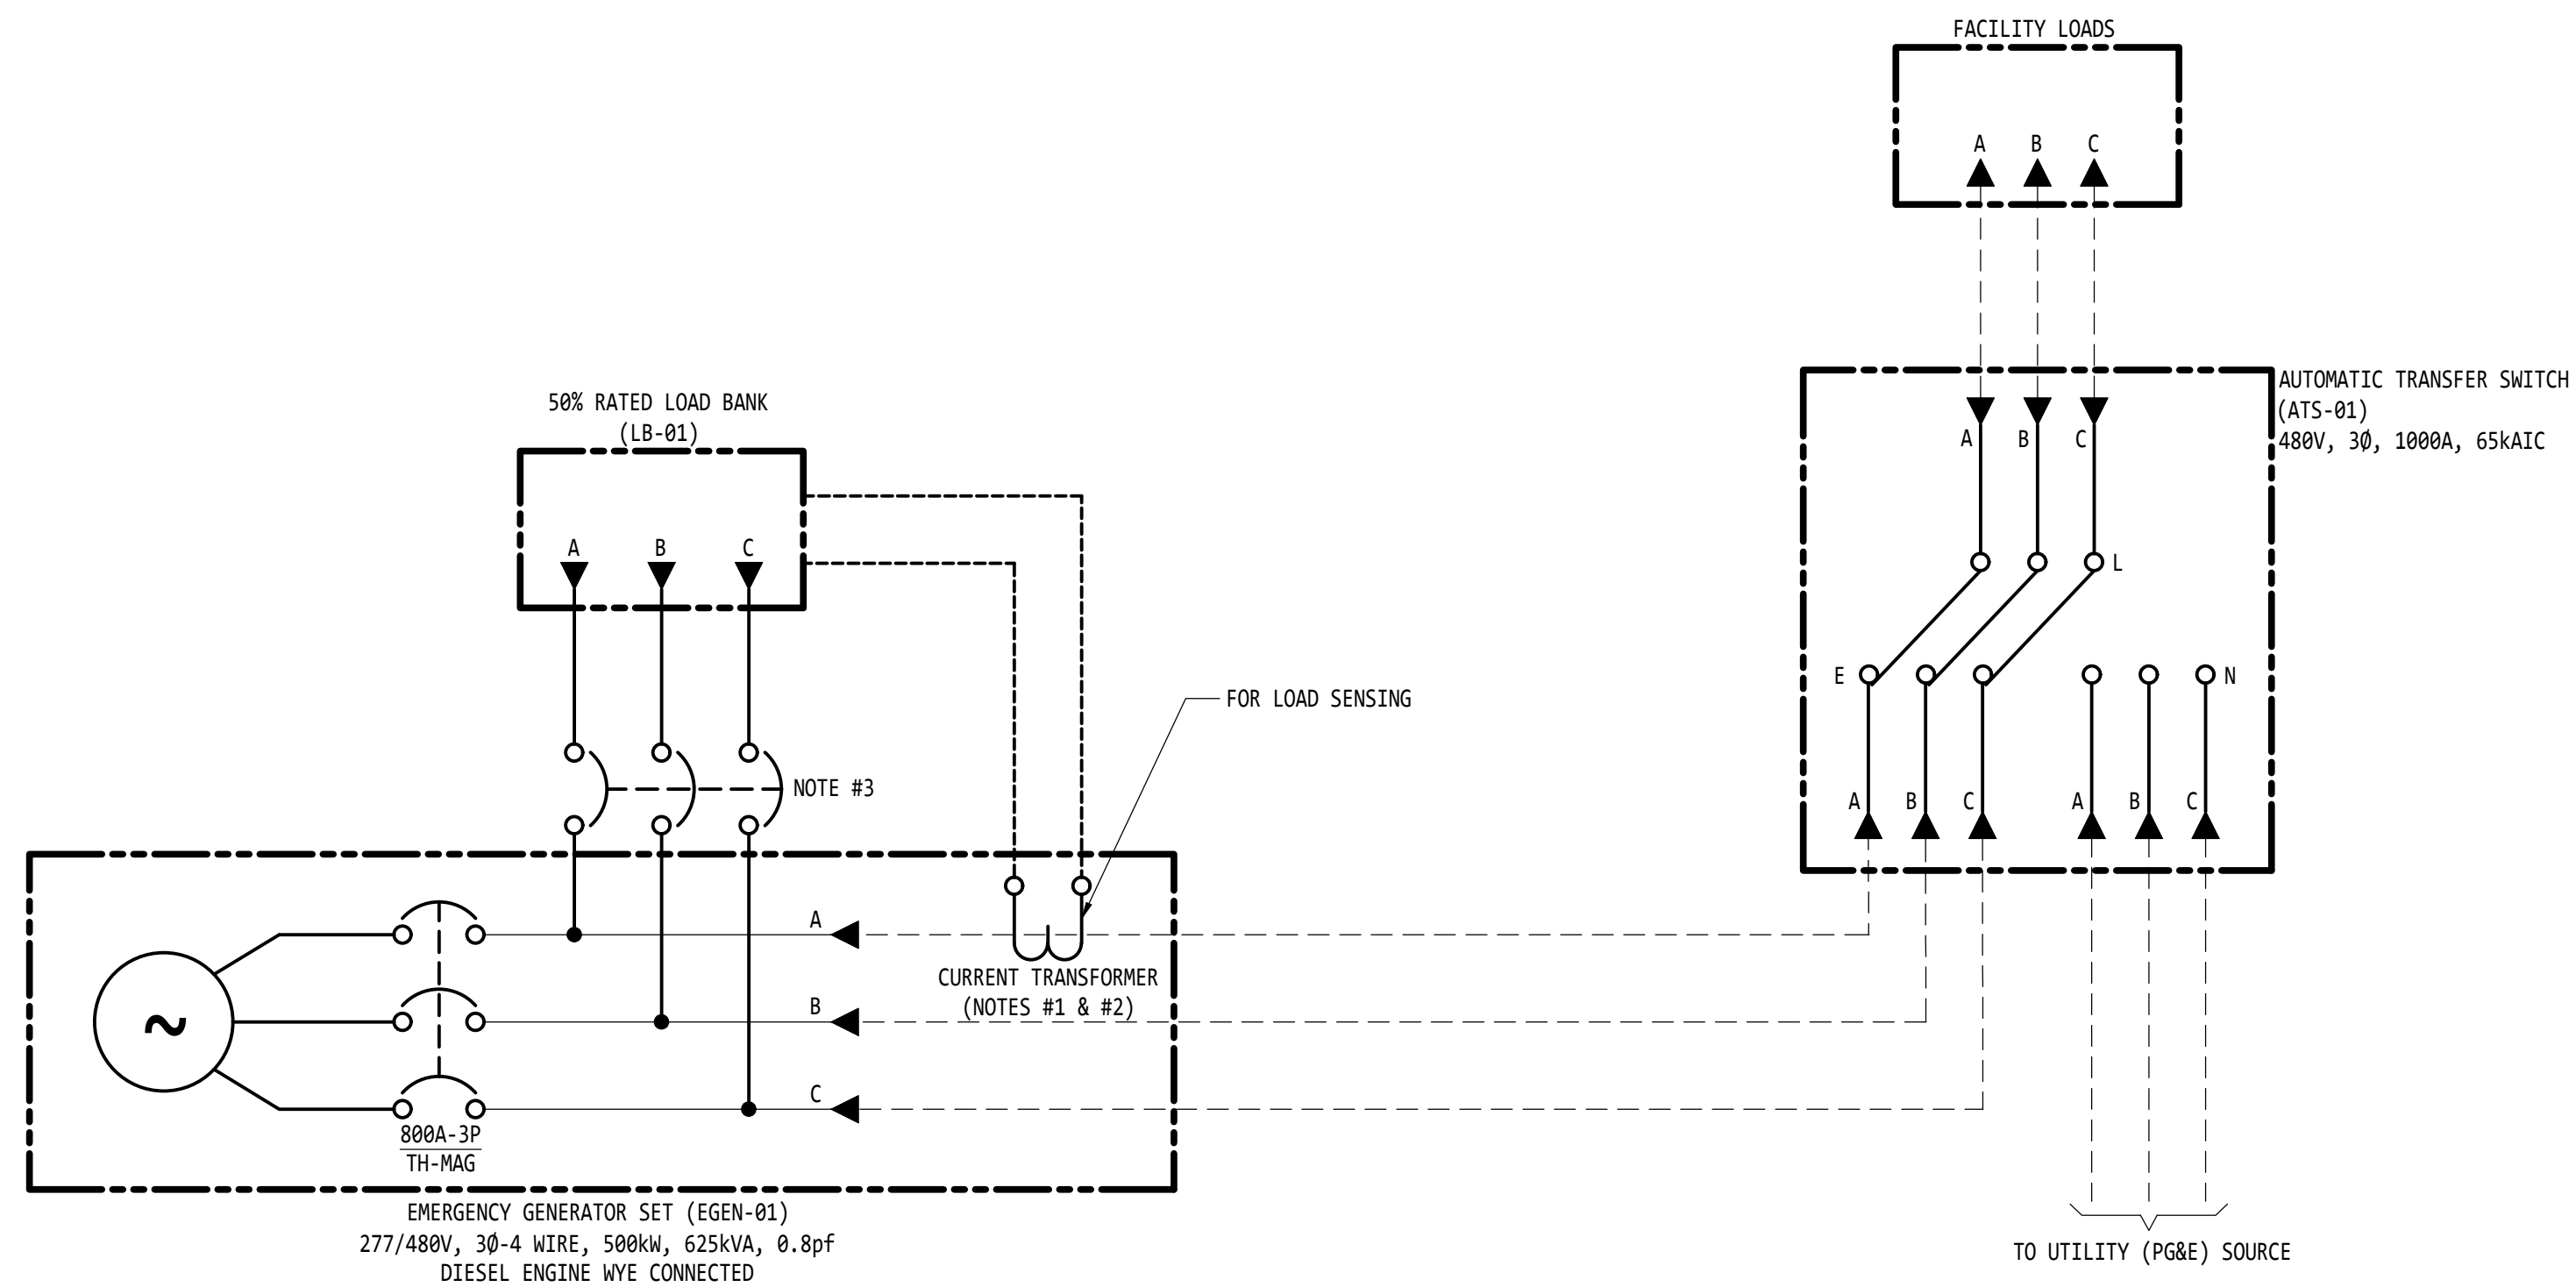 FACILITY LOADS
A B C
AUTOMATIC TRANSFER SWITCH
(ATS-01)
480V, 3Ø, 1000A, 65kAIC
A B C
L
E
N
A B C A B C
TO UTILITY (PG&E) SOURCE
50% RATED LOAD BANK
(LB-01)
A B C
NOTE #3
FOR LOAD SENSING
~
A
B
C
CURRENT TRANSFORMER
(NOTES #1 & #2)
800A-3P
TH-MAG
EMERGENCY GENERATOR SET (EGEN-01)
277/480V, 3Ø-4 WIRE, 500kW, 625kVA, 0.8pf
DIESEL ENGINE WYE CONNECTED